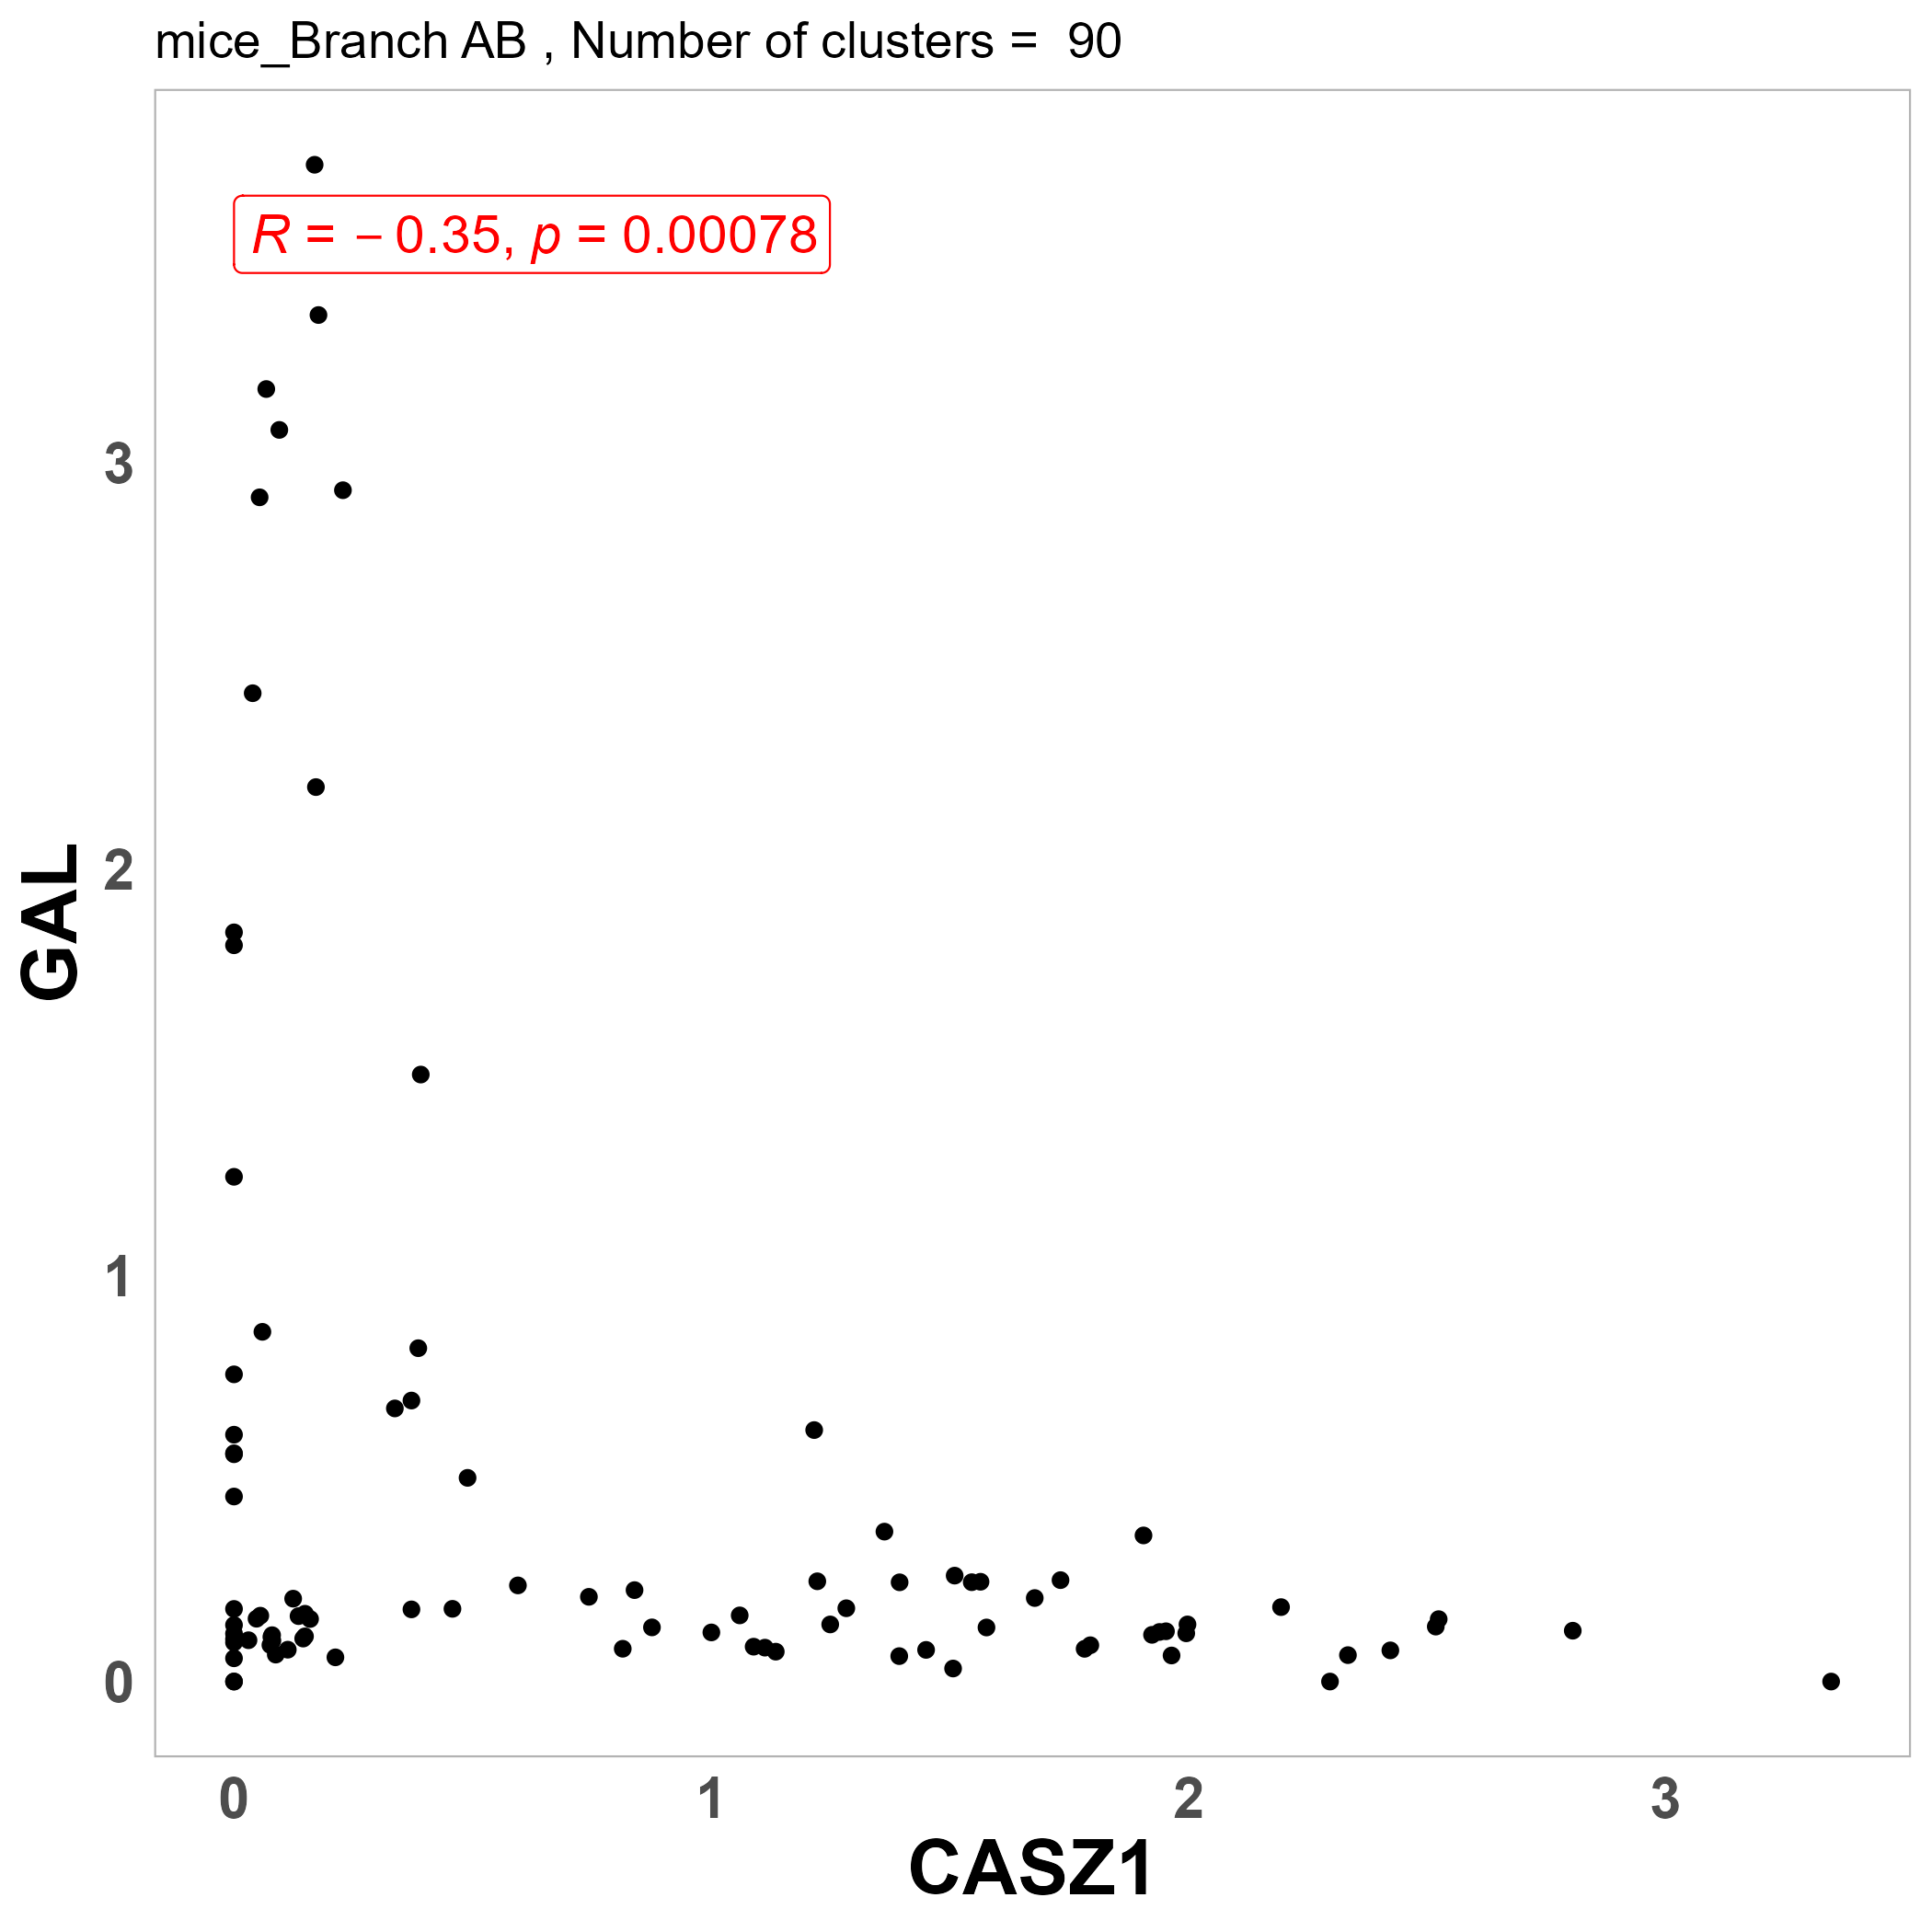 mice_Branch AB , Number of clusters =  90
R = − 0.35, p = 0.00078
GAL
3
2
1
0
0 1 2 3
CASZ1